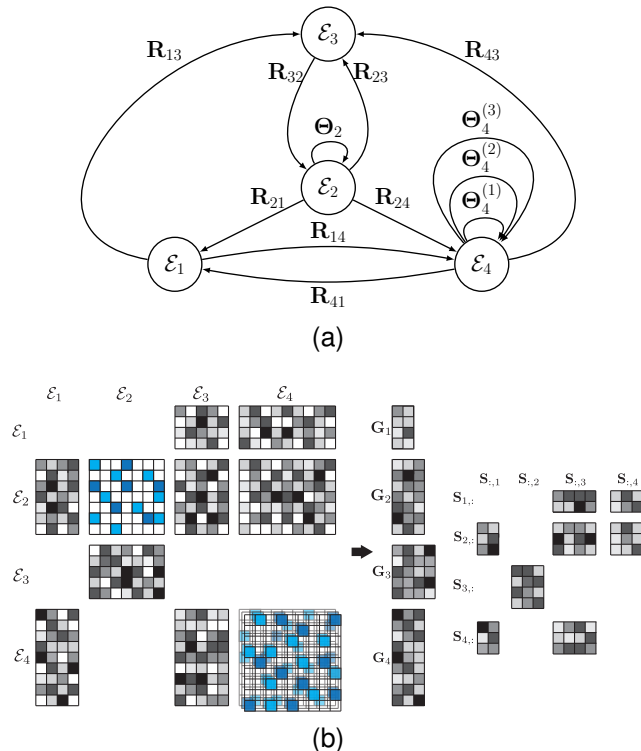 ℰ₃
R₁₃
R₄₃
R₃₂
R₂₃
Θ₂
Θ₄⁽³⁾
Θ₄⁽²⁾
Θ₄⁽¹⁾
ℰ₂
R₂₁
R₂₄
R₁₄
ℰ₁
ℰ₄
R₄₁
(a)
ℰ₁ ℰ₂ ℰ₃ ℰ₄
ℰ₁
ℰ₂
ℰ₃
ℰ₄
G₁
G₂
G₃
G₄
S:,1 S:,2 S:,3 S:,4
S1,:
S2,:
S3,:
S4,:
(b)